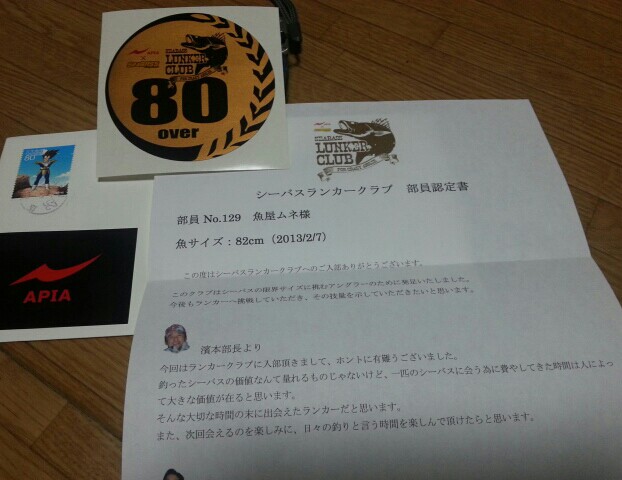 APIA
LUNKER
CLUB
80
over
80
APIA
SEABASS
LUNKER
CLUB
シーバスランカークラブ　部員認定書
部員 No.129　魚屋ムネ様
魚サイズ：82cm（2013/2/7）
この度はシーバスランカークラブへのご入部ありがとうございます。
このクラブはシーバスの限界サイズに挑むアングラーのために発足いたしました。
今後もランカーへ挑戦していただき、その技量を示していただきたいと思います。
濱本部長より
今回はランカークラブに入部頂きまして、ホントに有難うございました。
釣ったシーバスの価値なんて量れるものじゃないけど、一匹のシーバスに会う為に費やしてきた時間は人によっ
て大きな価値が在ると思います。
そんな大切な時間の末に出会えたランカーだと思います。
また、次回会えるのを楽しみに、日々の釣りと言う時間を楽しんで頂けたらと思います。